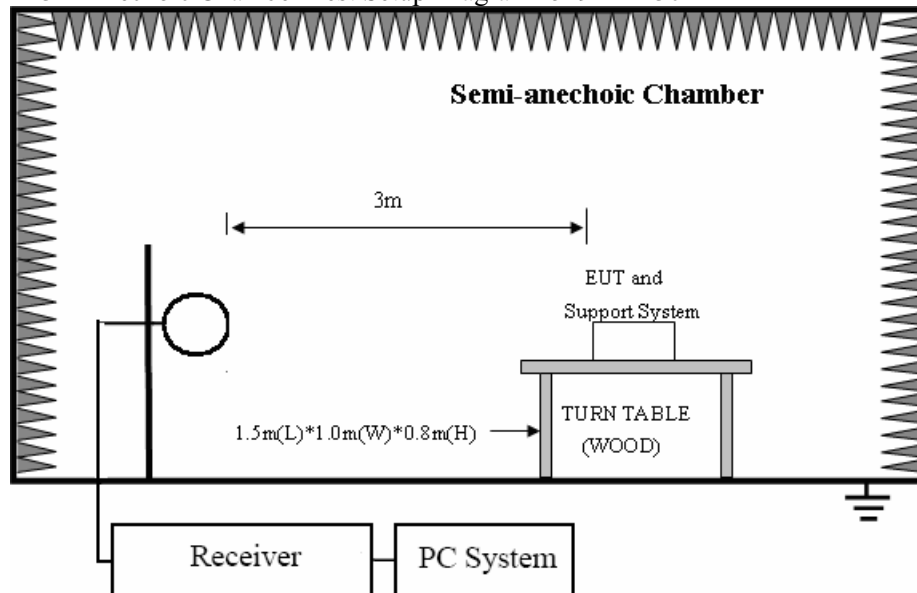 Semi-anechoic Chamber
3m
EUT and
Support System
TURN TABLE
(WOOD)
1.5m(L)*1.0m(W)*0.8m(H)
Receiver
PC System